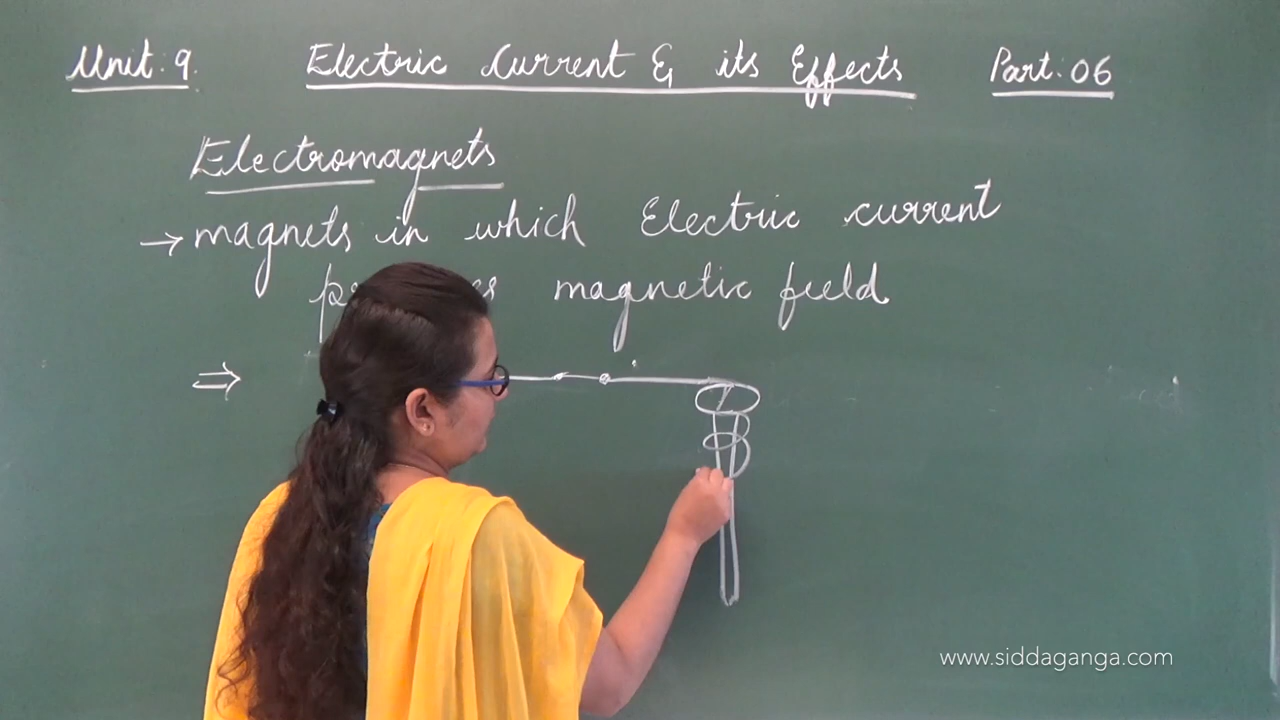 Unit: 9. Electric Current & its Effects Part: 06
Electromagnets
→ magnets in which Electric current
magnetic field
⇒
www.siddaganga.com